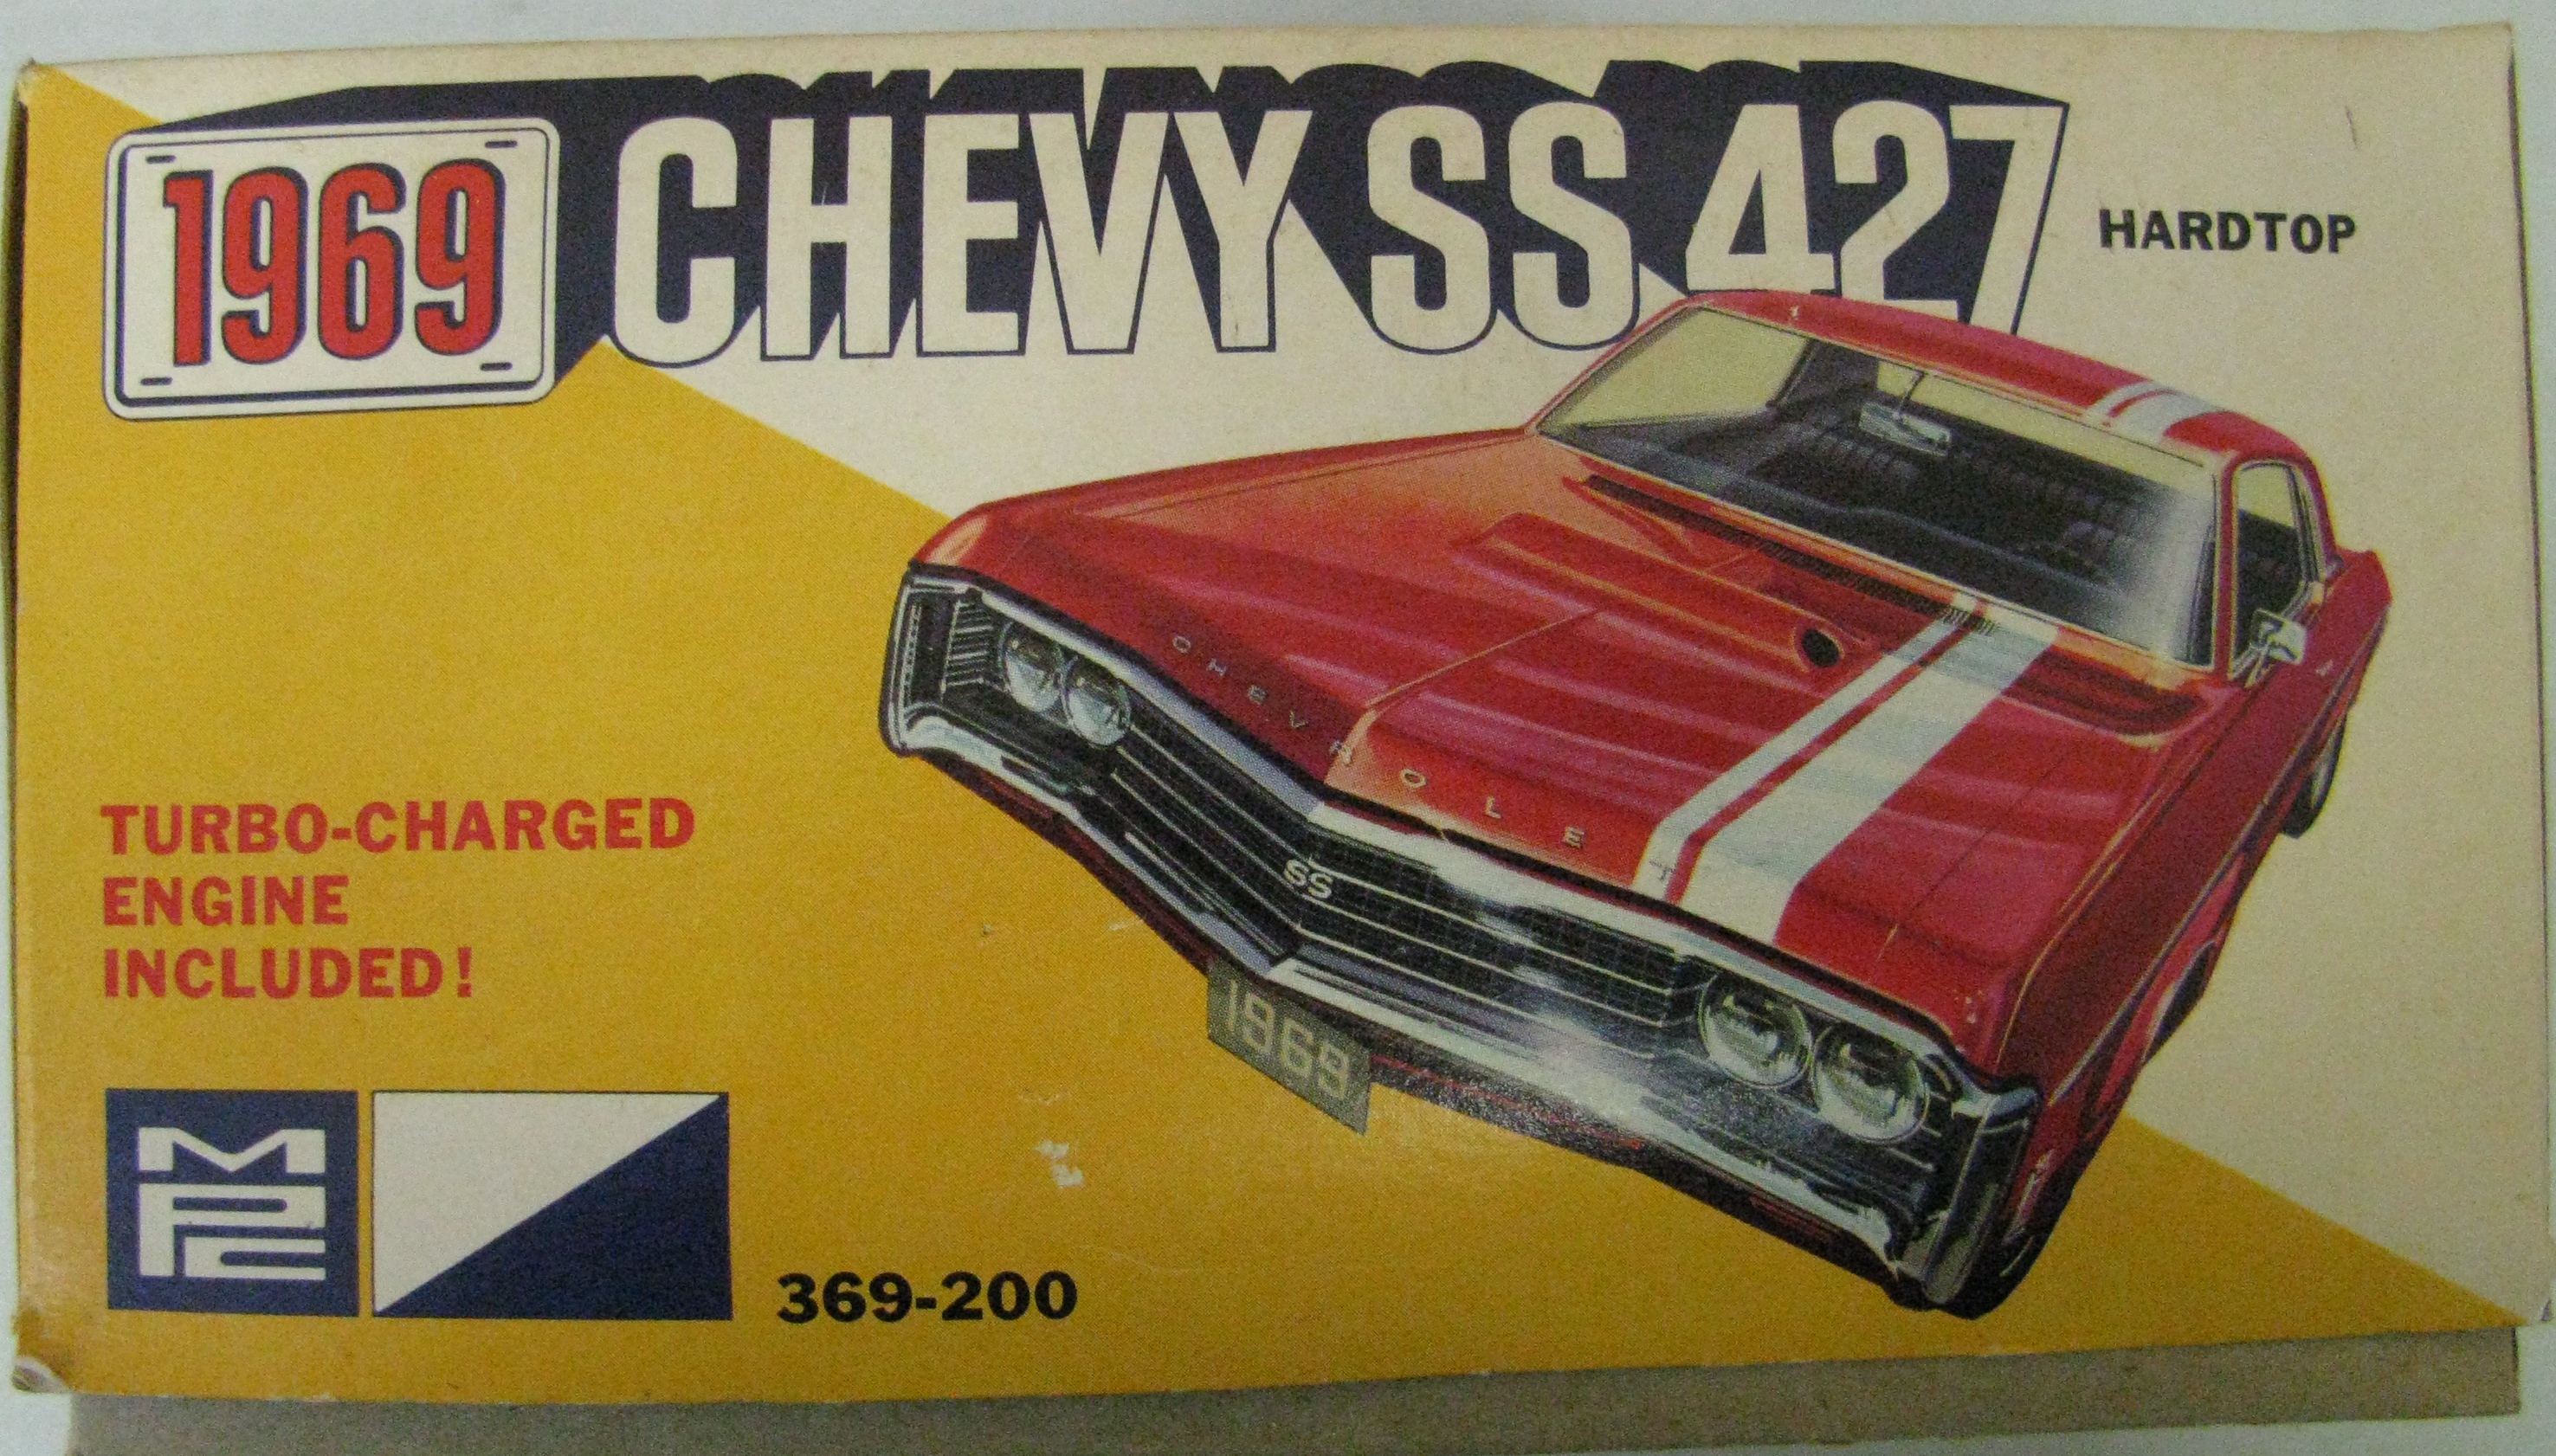 1969 CHEVY SS 427 HARDTOP
CHEVROLET
SS
1969
TURBO-CHARGED
ENGINE
INCLUDED!
MPC
369-200